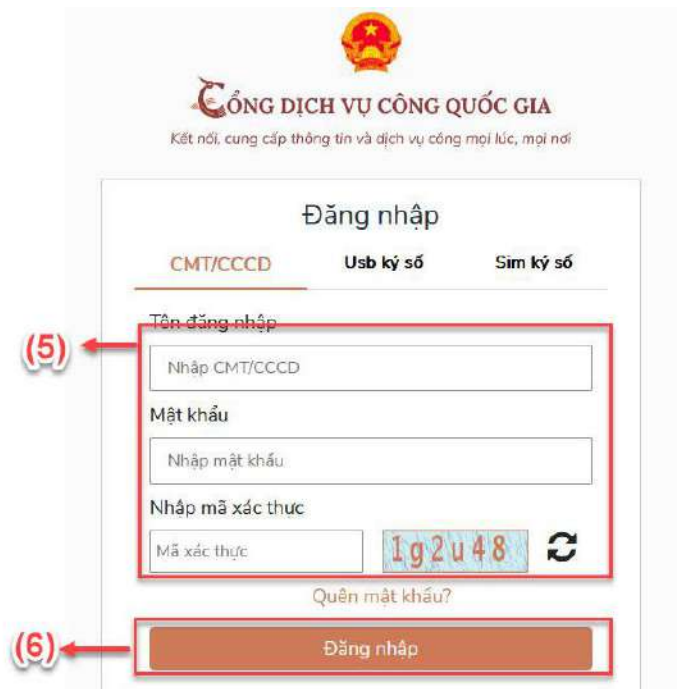 CỔNG DỊCH VỤ CÔNG QUỐC GIA
Kết nối, cung cấp thông tin và dịch vụ công mọi lúc, mọi nơi
Đăng nhập
CMT/CCCD Usb ký số Sim ký số
Tên đăng nhập
(5)
Nhập CMT/CCCD
Mật khẩu
Nhập mật khẩu
Nhập mã xác thực
Mã xác thực 1g2u48
Quên mật khẩu?
(6) Đăng nhập